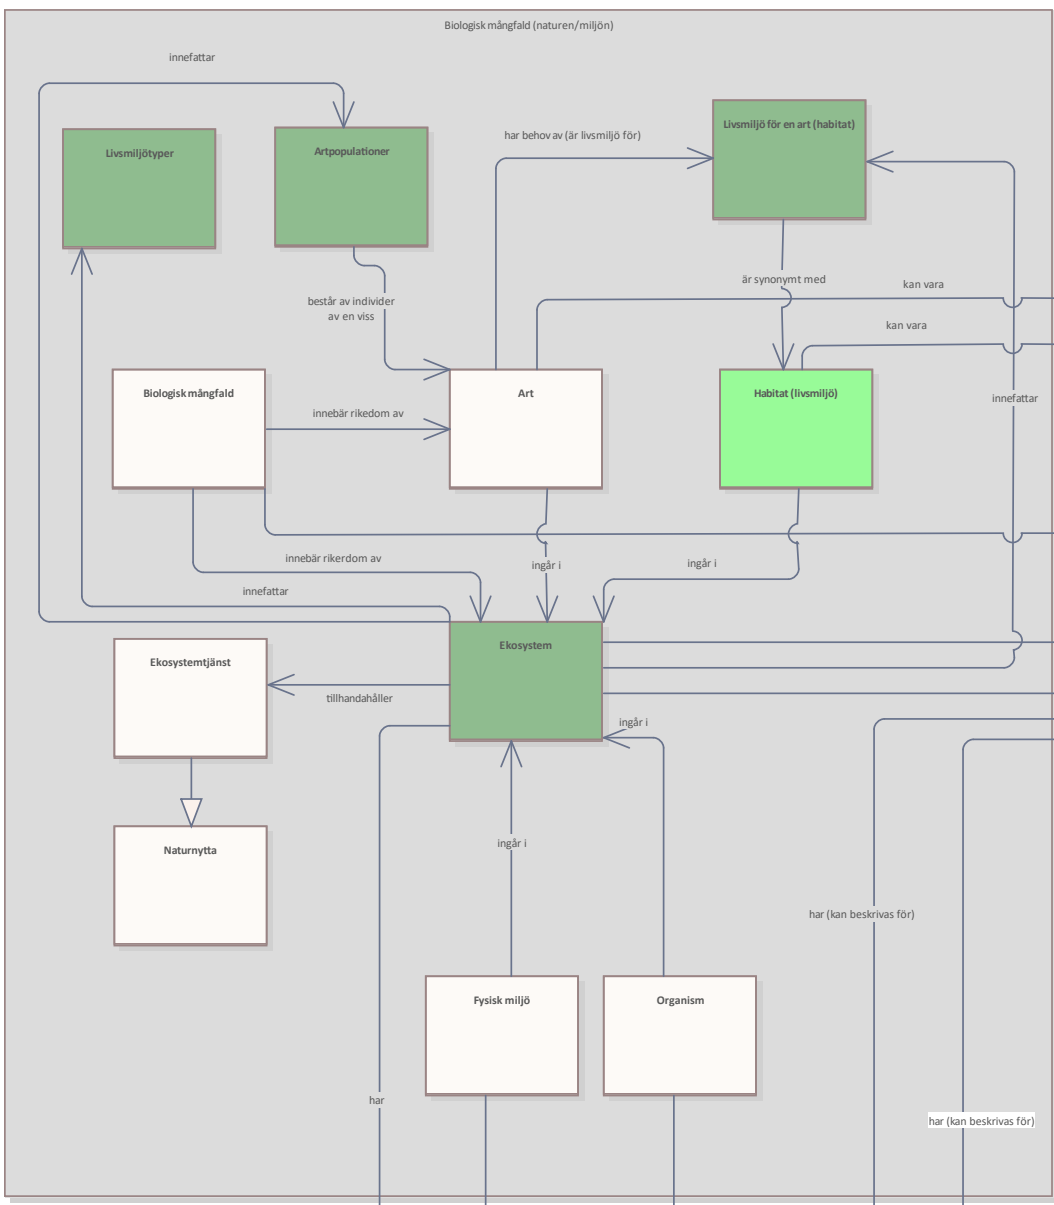 Biologisk mångfald (naturen/miljön)
innefattar
Livsmiljö för en art (habitat)
har behov av (är livsmiljö för)
Livsmiljötyper
Artpopulationer
är synonymt med
kan vara
består av individer
av en viss
kan vara
Biologisk mångfald
Art
Habitat (livsmiljö)
innefattar
innebär rikedom av
innebär rikerdom av
ingår i
ingår i
innefattar
Ekosystem
Ekosystemtjänst
tillhandahåller
ingår i
ingår i
Naturnytta
har (kan beskrivas för)
Fysisk miljö
Organism
har
har (kan beskrivas för)